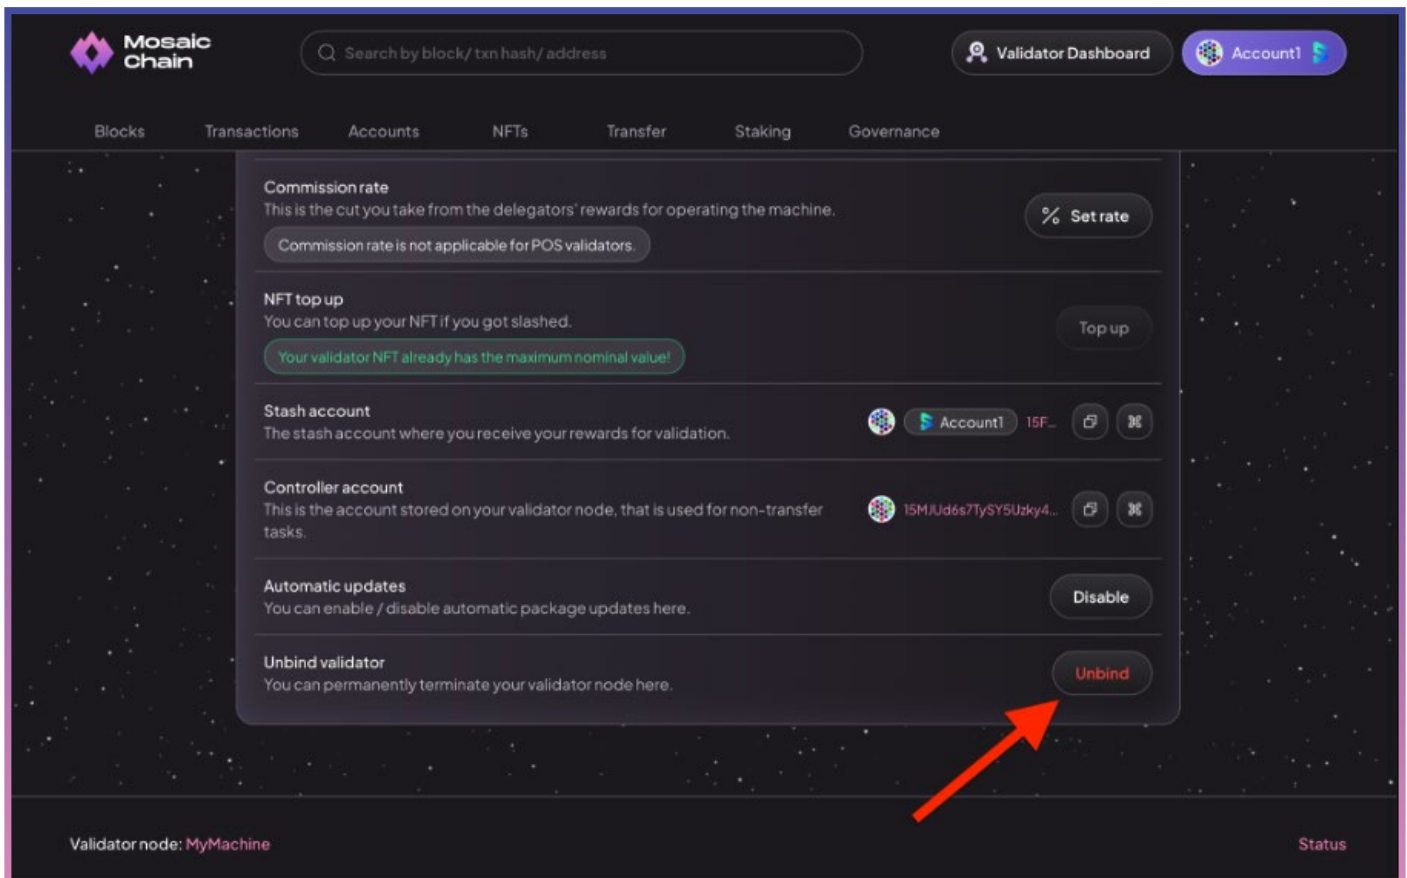 Mosaic
Chain
Search by block/ txn hash/ address
Validator Dashboard
Account1
Blocks
Transactions
Accounts
NFTs
Transfer
Staking
Governance
Commission rate
This is the cut you take from the delegators' rewards for operating the machine.
Commission rate is not applicable for POS validators.
% Set rate
NFT top up
You can top up your NFT if you got slashed.
Your validator NFT already has the maximum nominal value!
Top up
Stash account
The stash account where you receive your rewards for validation.
Account1
15F...
Controller account
This is the account stored on your validator node, that is used for non-transfer
tasks.
15MJUd6s7TySY5Uzky4...
Automatic updates
You can enable / disable automatic package updates here.
Disable
Unbind validator
You can permanently terminate your validator node here.
Unbind
Validator node: MyMachine
Status